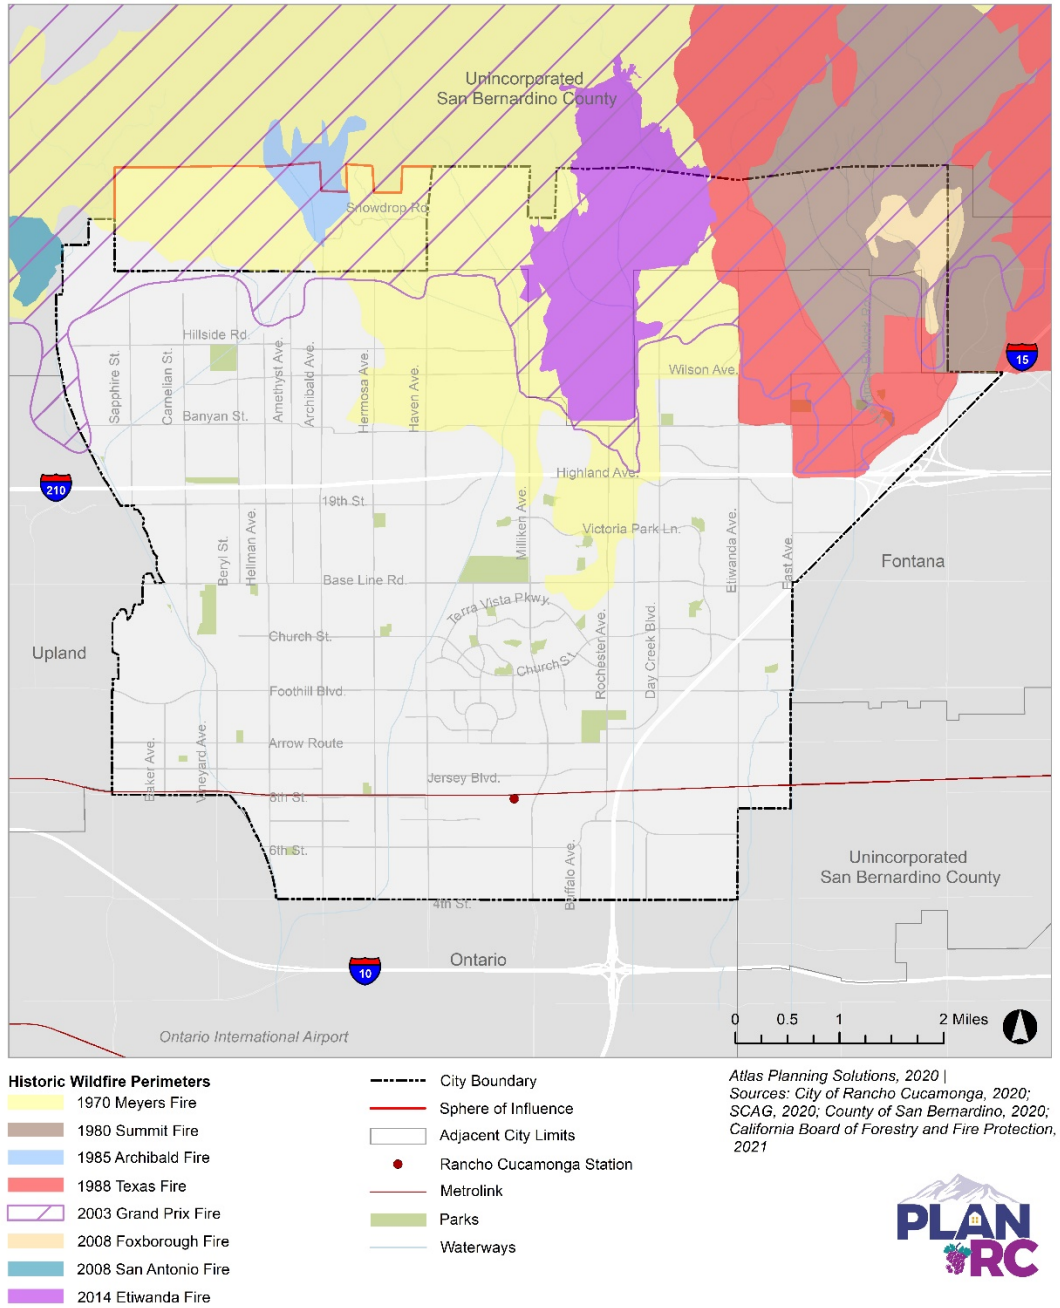 Unincorporated
San Bernardino County
Snowdrop Rd.
Hillside Rd.
15
Wilson Ave.
Sapphire St.
Carnelian St.
Amethyst Ave.
Archibald Ave.
Hermosa Ave.
Haven Ave.
Banyan St.
Highland Ave.
210
19th St.
Milliken Ave.
Victoria Park Ln.
Etiwanda Ave.
East Ave.
Fontana
Beryl St.
Hellman Ave.
Base Line Rd.
Terra Vista Pkwy.
Church St.
Church St.
Rochester Ave.
Day Creek Blvd.
Upland
Foothill Blvd.
Arrow Route
Baker Ave.
Vineyard Ave.
Jersey Blvd.
8th St.
6th St.
Buffalo Ave.
Unincorporated
San Bernardino County
4th St.
Ontario
10
0 0.5 1 2 Miles
Ontario International Airport
Historic Wildfire Perimeters
1970 Meyers Fire
1980 Summit Fire
1985 Archibald Fire
1988 Texas Fire
2003 Grand Prix Fire
2008 Foxborough Fire
2008 San Antonio Fire
2014 Etiwanda Fire
City Boundary
Sphere of Influence
Adjacent City Limits
Rancho Cucamonga Station
Metrolink
Parks
Waterways
Atlas Planning Solutions, 2020 |
Sources: City of Rancho Cucamonga, 2020;
SCAG, 2020; County of San Bernardino, 2020;
California Board of Forestry and Fire Protection,
2021
PLAN
RC